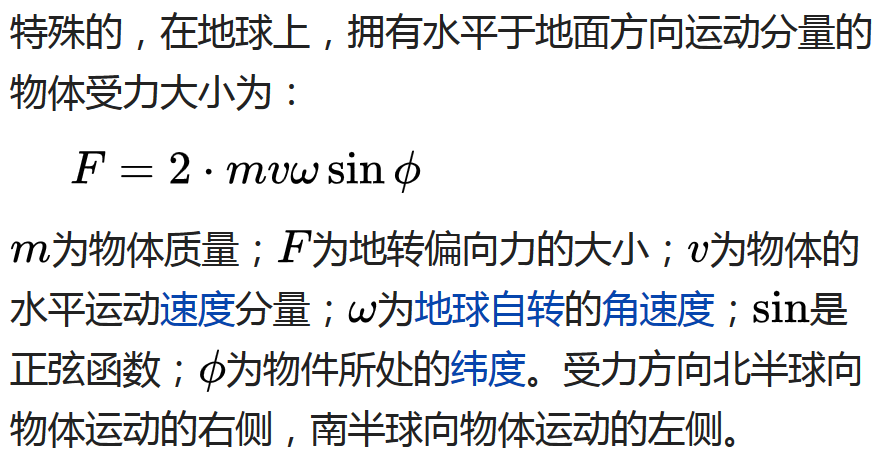 特殊的，在地球上，拥有水平于地面方向运动分量的
物体受力大小为：
F = 2 · mvω sin ϕ
m为物体质量；F为地转偏向力的大小；v为物体的
水平运动速度分量；ω为地球自转的角速度；sin是
正弦函数；ϕ为物件所处的纬度。受力方向北半球向
物体运动的右侧，南半球向物体运动的左侧。